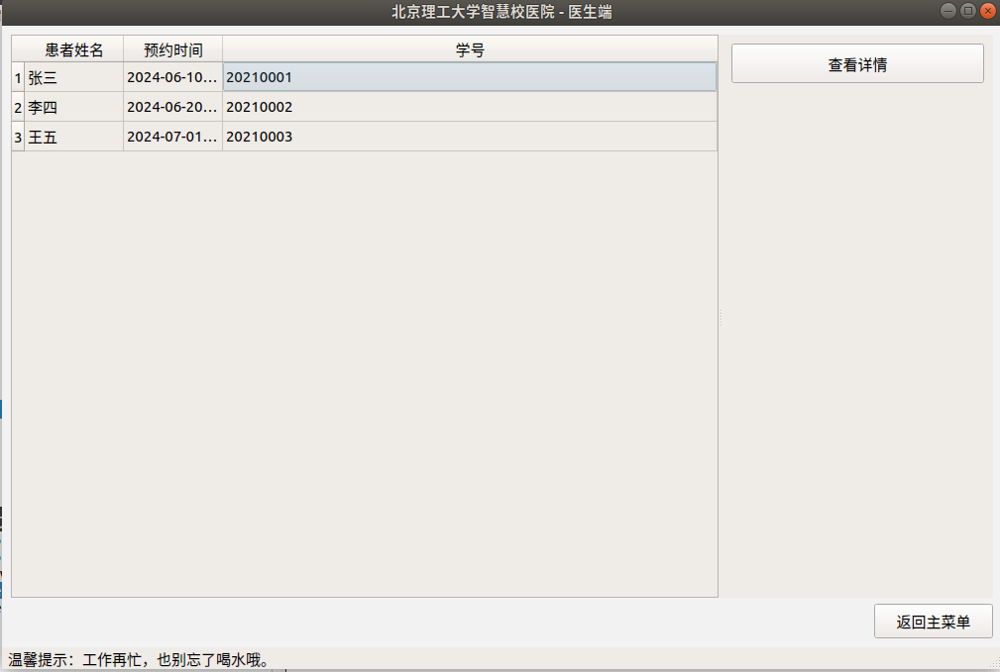 北京理工大学智慧校医院 - 医生端
患者姓名 预约时间 学号
1 张三 2024-06-10... 20210001
2 李四 2024-06-20... 20210002
3 王五 2024-07-01... 20210003
查看详情
返回主菜单
温馨提示：工作再忙，也别忘了喝水哦。